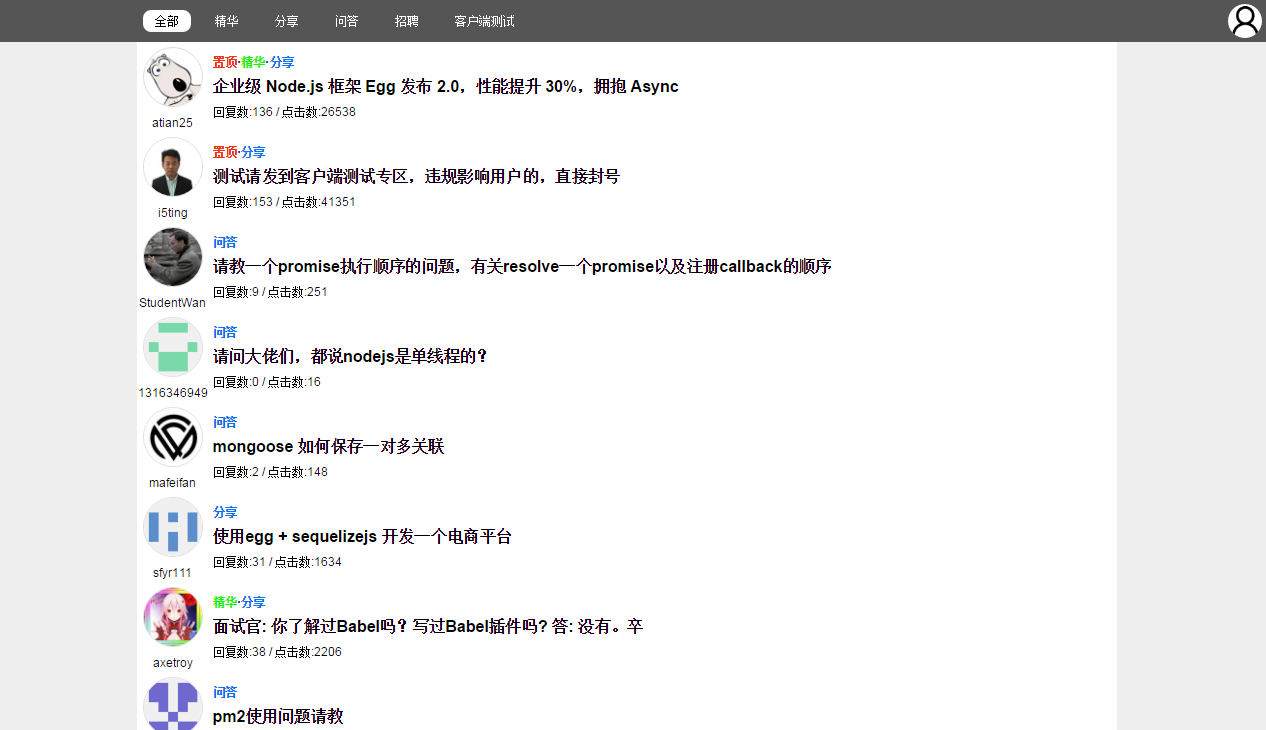 全部 精华 分享 问答 招聘 客户端测试
置顶·精华·分享
企业级 Node.js 框架 Egg 发布 2.0，性能提升 30%，拥抱 Async
回复数:136 / 点击数:26538
atian25
置顶·分享
测试请发到客户端测试专区，违规影响用户的，直接封号
回复数:153 / 点击数:41351
i5ting
问答
请教一个promise执行顺序的问题，有关resolve一个promise以及注册callback的顺序
回复数:9 / 点击数:251
StudentWan
问答
请问大佬们，都说nodejs是单线程的？
回复数:0 / 点击数:16
1316346949
问答
mongoose 如何保存一对多关联
回复数:2 / 点击数:148
mafeifan
分享
使用egg + sequelizejs 开发一个电商平台
回复数:31 / 点击数:1634
sfyr111
精华·分享
面试官: 你了解过Babel吗？写过Babel插件吗? 答: 没有。卒
回复数:38 / 点击数:2206
axetroy
问答
pm2使用问题请教